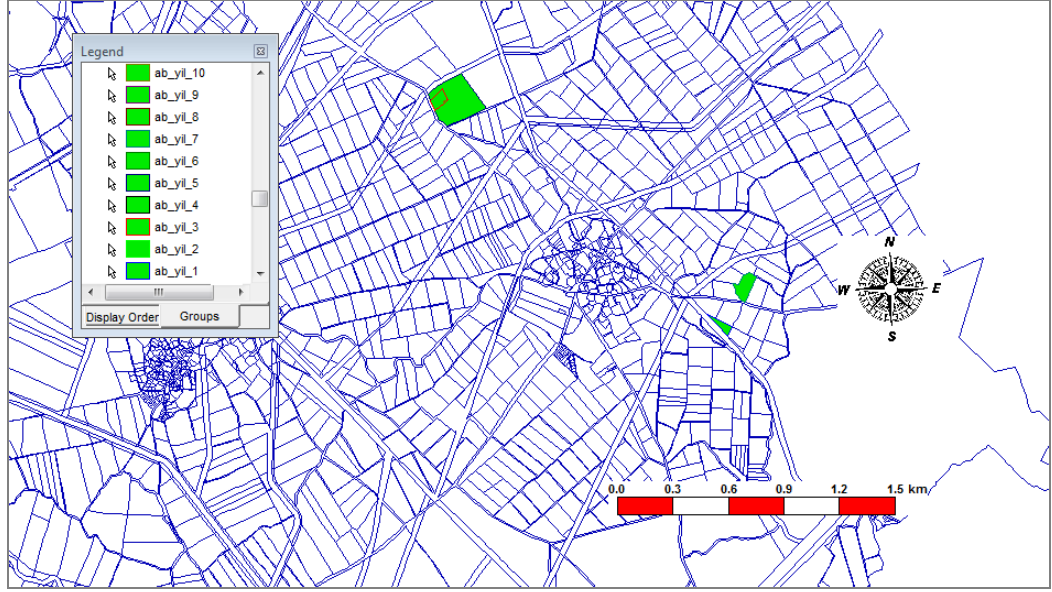 Legend
ab_yil_10
ab_yil_9
ab_yil_8
ab_yil_7
ab_yil_6
ab_yil_5
ab_yil_4
ab_yil_3
ab_yil_2
ab_yil_1
Display Order Groups
N
W E
S
0.0 0.3 0.6 0.9 1.2 1.5 km